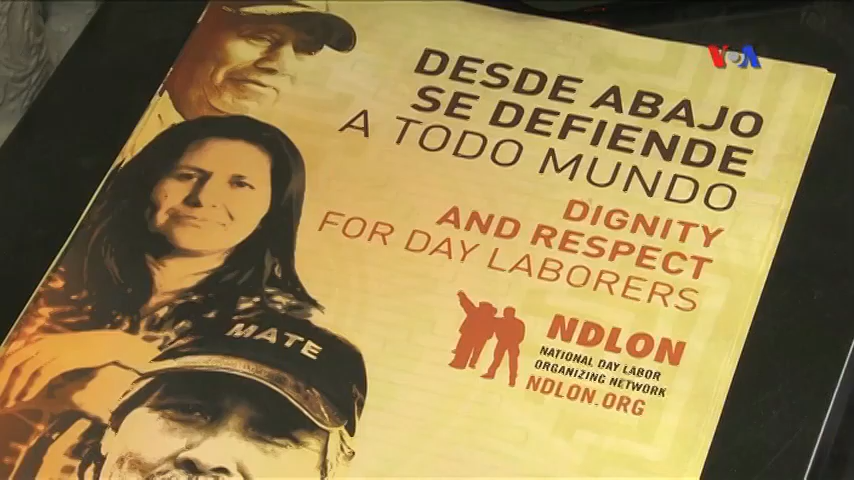 VOA
DESDE ABAJO
SE DEFIENDE
A TODO MUNDO
DIGNITY
AND RESPECT
FOR DAY LABORERS
MATE
NDLON
NATIONAL DAY LABOR
ORGANIZING NETWORK
NDLON.ORG